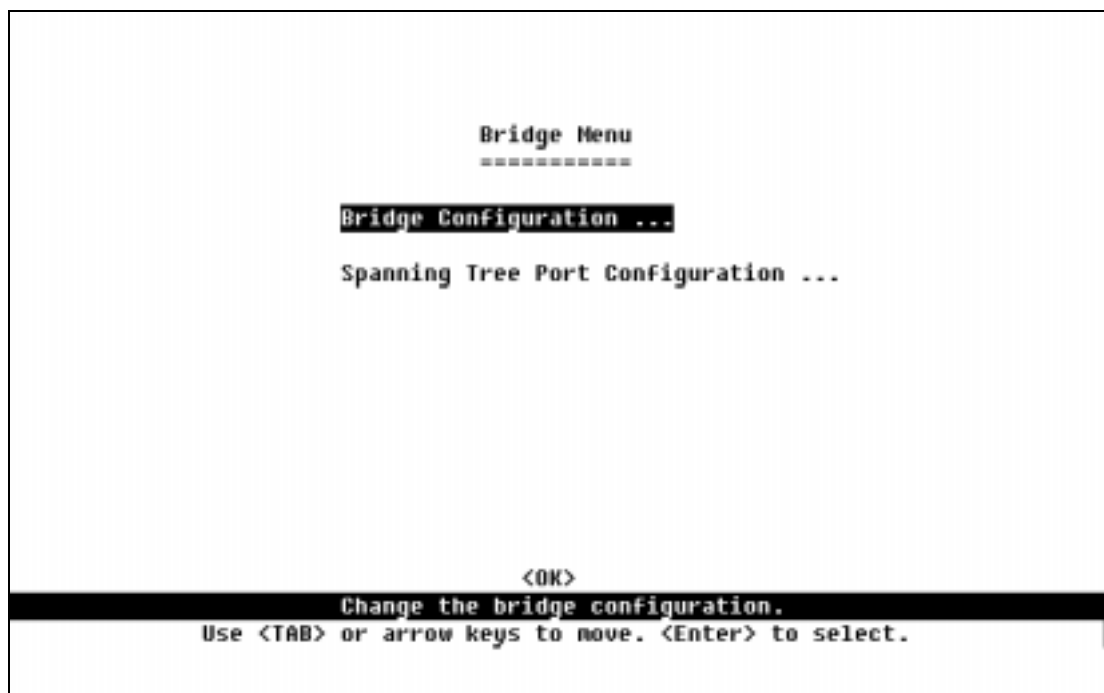 Bridge Menu
===========
Bridge Configuration ...
Spanning Tree Port Configuration ...
<OK>
Change the bridge configuration.
Use <TAB> or arrow keys to move. <Enter> to select.